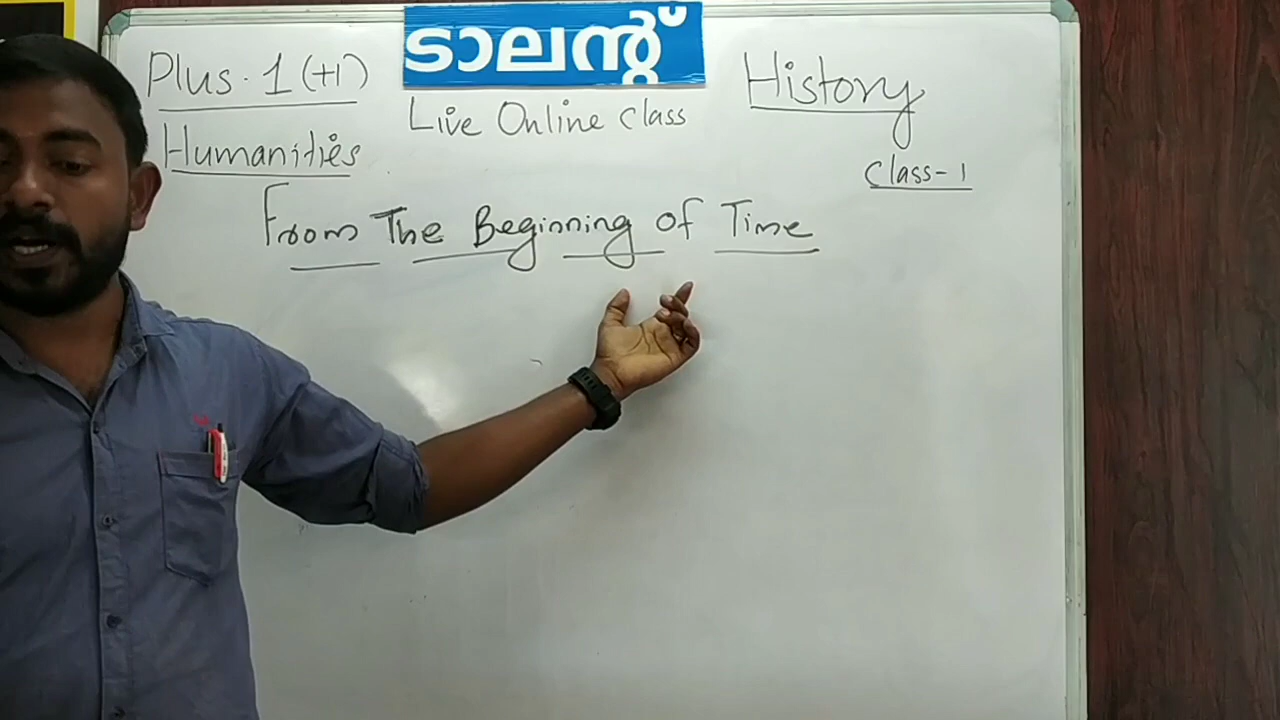 Plus. 1 (+1)
Humanities
ടാലന്റ്
Live Online class
History
Class-1
From The Beginning of Time